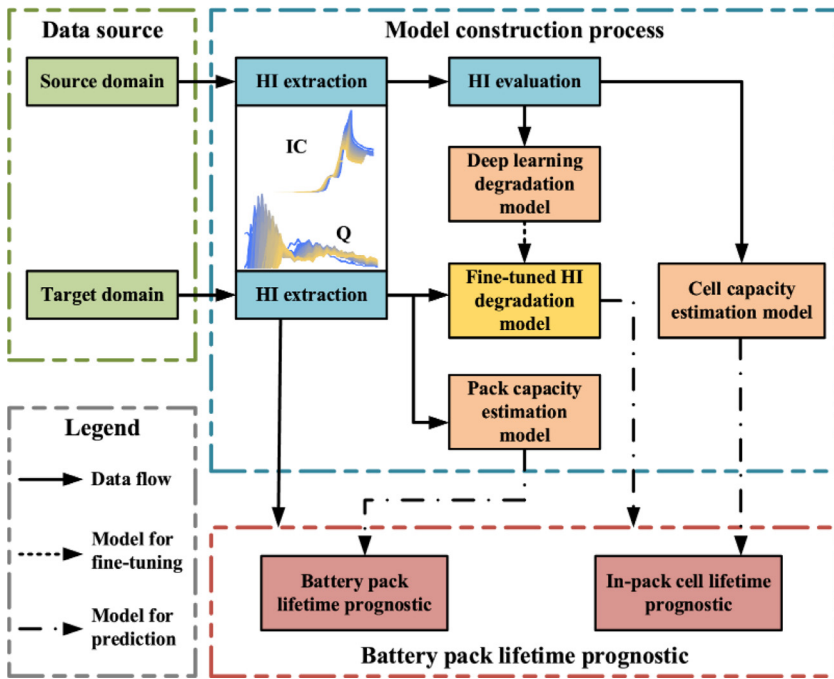 Data source
Model construction process
Source domain
HI extraction
HI evaluation
IC
Q
Deep learning
degradation
model
Target domain
HI extraction
Fine-tuned HI
degradation
model
Cell capacity
estimation model
Pack capacity
estimation
model
Legend
Data flow
Model for
fine-tuning
Model for
prediction
Battery pack
lifetime prognostic
In-pack cell lifetime
prognostic
Battery pack lifetime prognostic